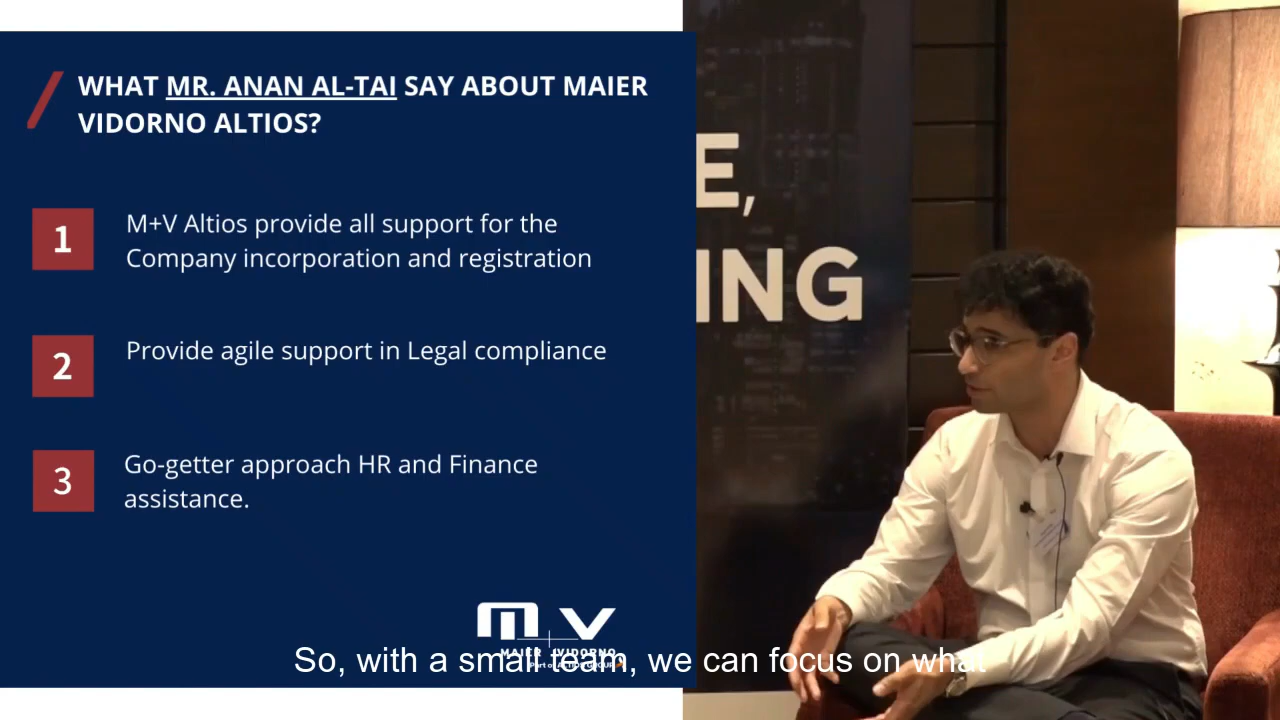 WHAT MR. ANAN AL-TAI SAY ABOUT MAIER
VIDORNO ALTIOS?
1
M+V Altios provide all support for the
Company incorporation and registration
2
Provide agile support in Legal compliance
3
Go-getter approach HR and Finance
assistance.
E,
ING
M V
MAIER VIDORNO
So, with a small team, we can focus on what